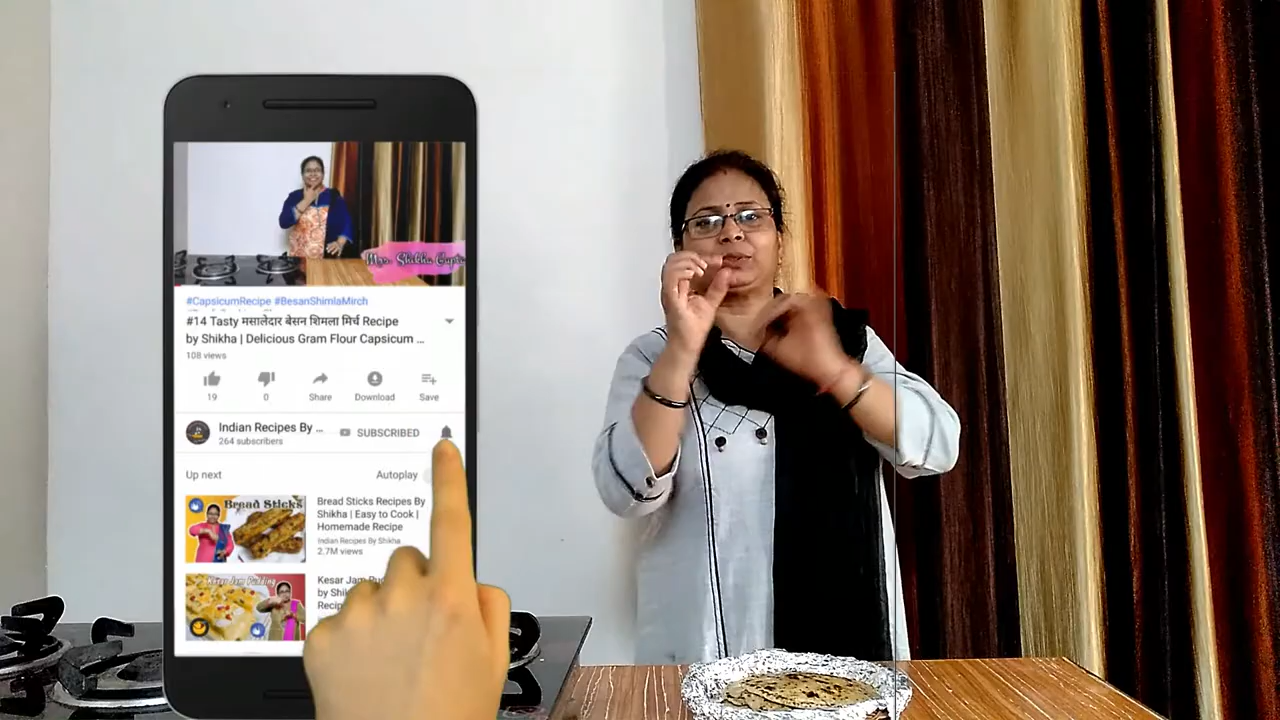 Mrs. Shikha Gupta
#CapsicumRecipe #BesanShimlaMirch
#14 Tasty मसालेदार बेसन शिमला मिर्च Recipe
by Shikha | Delicious Gram Flour Capsicum ...
108 views
19
0
Share
Download
Save
Indian Recipes By ...
SUBSCRIBED
264 subscribers
Up next
Autoplay
Bread Sticks
Bread Sticks Recipes By
Shikha | Easy to Cook |
Homemade Recipe
Indian Recipes By Shikha
2.7M views
Kesar Jam Pudding
Kesar Jam
by